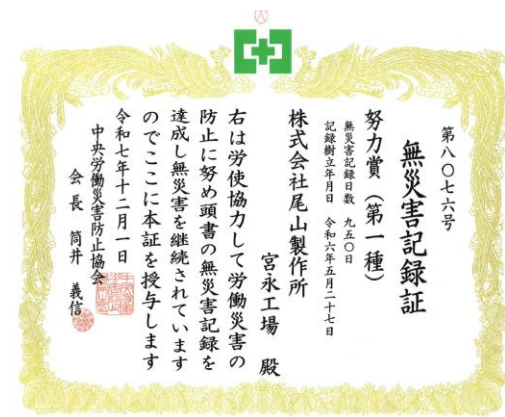 第八〇七六号
無災害記録証
努力賞（第一種）
無災害記録日数　九五〇日
記録樹立年月日　令和六年五月二十七日
株式会社尾山製作所
宮永工場　殿
右は労使協力して労働災害の
防止に努め頭書の無災害記録を
達成し無災害を継続されています
のでここに本証を授与します
令和七年十二月一日
中央労働災害防止協会
会長　筒井　義信